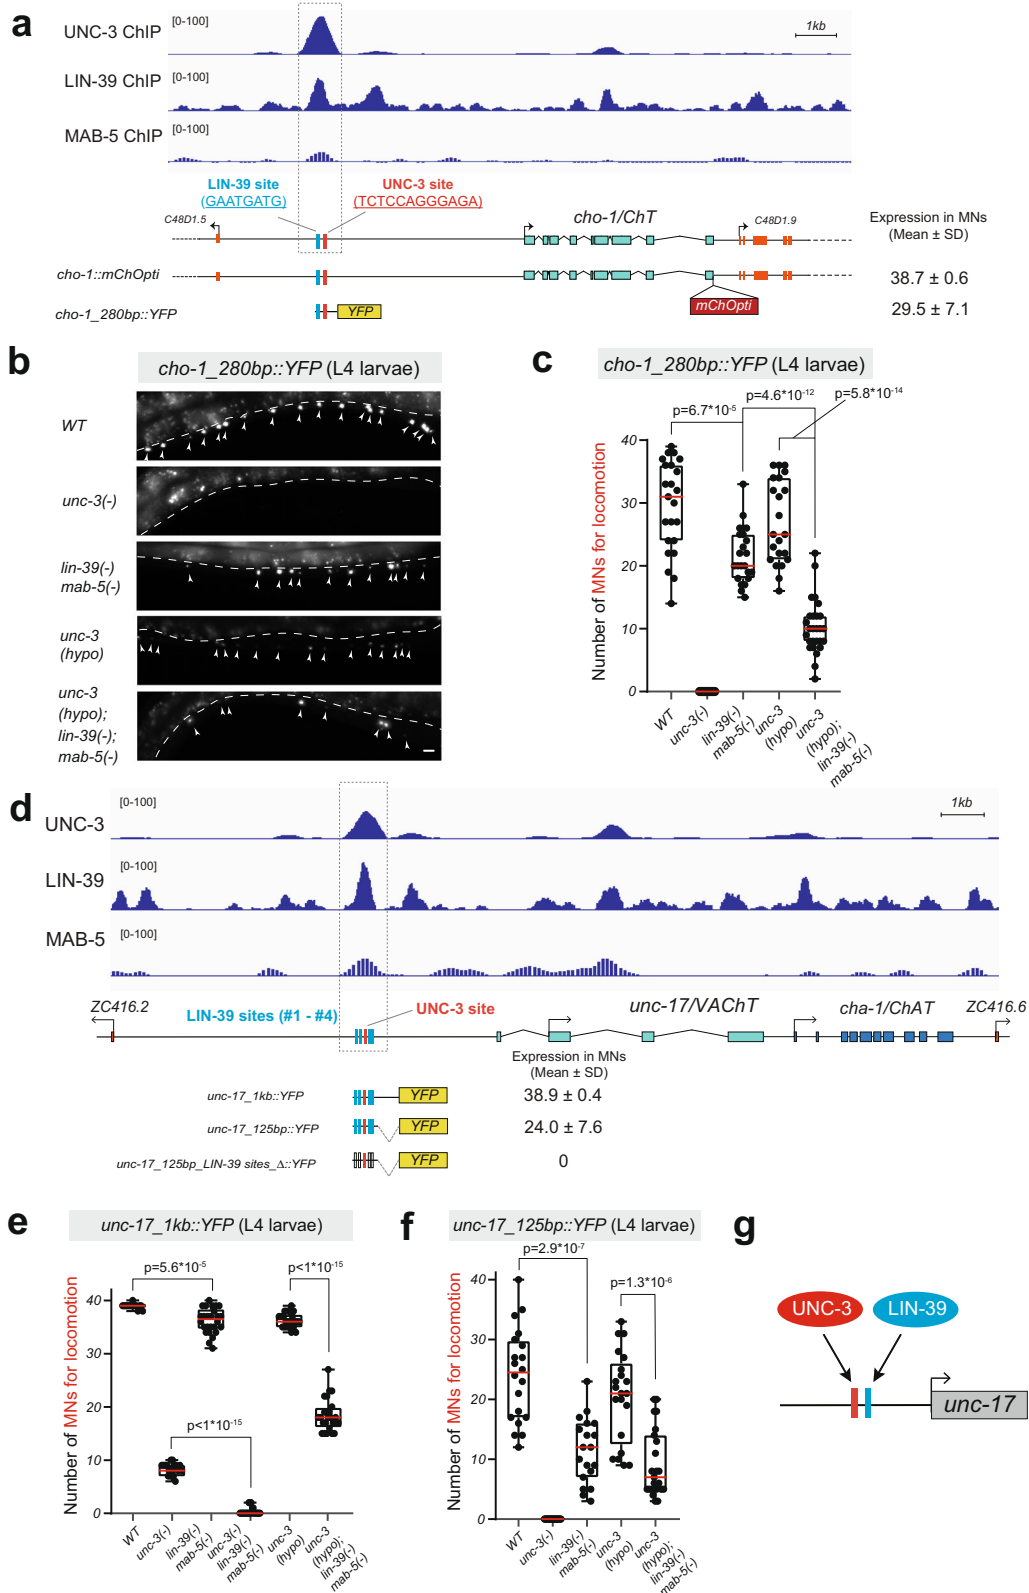 a
UNC-3 ChIP
[0-100]
1kb
LIN-39 ChIP
[0-100]
MAB-5 ChIP
[0-100]
LIN-39 site
(GAATGATG)
UNC-3 site
(TCTCCAGGGAGA)
C48D1.5
cho-1/ChT
C48D1.9
Expression in MNs
(Mean ± SD)
cho-1::mChOpti
38.7 ± 0.6
mChOpti
cho-1_280bp::YFP
YFP
29.5 ± 7.1
b
cho-1_280bp::YFP (L4 larvae)
WT
unc-3(-)
lin-39(-)
mab-5(-)
unc-3
(hypo)
unc-3
(hypo);
lin-39(-);
mab-5(-)
c
cho-1_280bp::YFP (L4 larvae)
p=6.7*10-5
p=4.6*10-12
p=5.8*10-14
Number of MNs for locomotion
40
30
20
10
0
WT
unc-3(-)
lin-39(-)
mab-5(-)
unc-3
(hypo)
unc-3
(hypo);
lin-39(-)
mab-5(-)
d
UNC-3
[0-100]
1kb
LIN-39
[0-100]
MAB-5
[0-100]
ZC416.2
LIN-39 sites (#1 - #4)
UNC-3 site
unc-17/VAChT
cha-1/ChAT
ZC416.6
Expression in MNs
(Mean ± SD)
unc-17_1kb::YFP
YFP
38.9 ± 0.4
unc-17_125bp::YFP
YFP
24.0 ± 7.6
unc-17_125bp_LIN-39 sites_Δ::YFP
YFP
0
e
unc-17_1kb::YFP (L4 larvae)
p=5.6*10-5
p<1*10-15
p<1*10-15
Number of MNs for locomotion
40
30
20
10
0
WT
unc-3(-)
lin-39(-)
mab-5(-)
unc-3(-)
lin-39(-)
mab-5(-)
unc-3
(hypo)
unc-3
(hypo);
lin-39(-)
mab-5(-)
f
unc-17_125bp::YFP (L4 larvae)
p=2.9*10-7
p=1.3*10-6
Number of MNs for locomotion
40
30
20
10
0
WT
unc-3(-)
lin-39(-)
mab-5(-)
unc-3
(hypo)
unc-3
(hypo);
lin-39(-)
mab-5(-)
g
UNC-3
LIN-39
unc-17